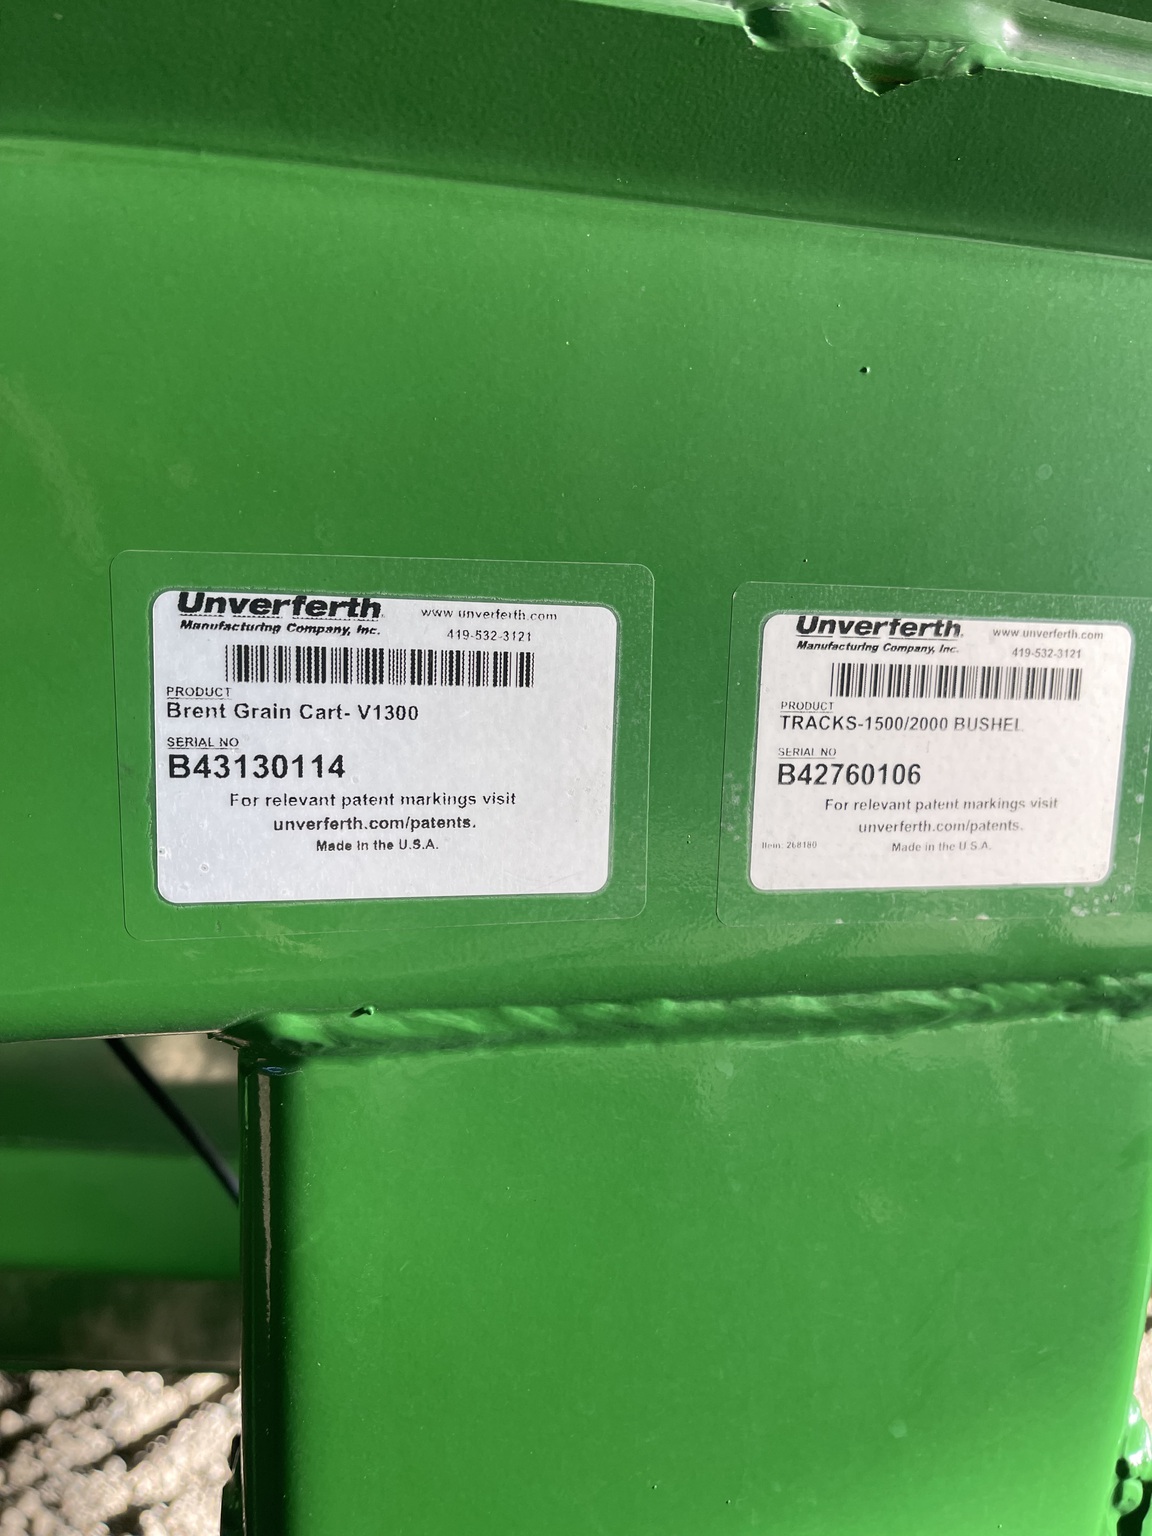 Unverferth
Manufacturing Company, Inc.
www.unverferth.com
419-532-3121
PRODUCT
Brent Grain Cart- V1300
SERIAL NO
B43130114
For relevant patent markings visit
unverferth.com/patents.
Made in the U.S.A.
Unverferth
Manufacturing Company, Inc.
www.unverferth.com
419-532-3121
PRODUCT
TRACKS-1500/2000 BUSHEL
SERIAL NO
B42760106
For relevant patent markings visit
unverferth.com/patents.
Item: 268180
Made in the U.S.A.